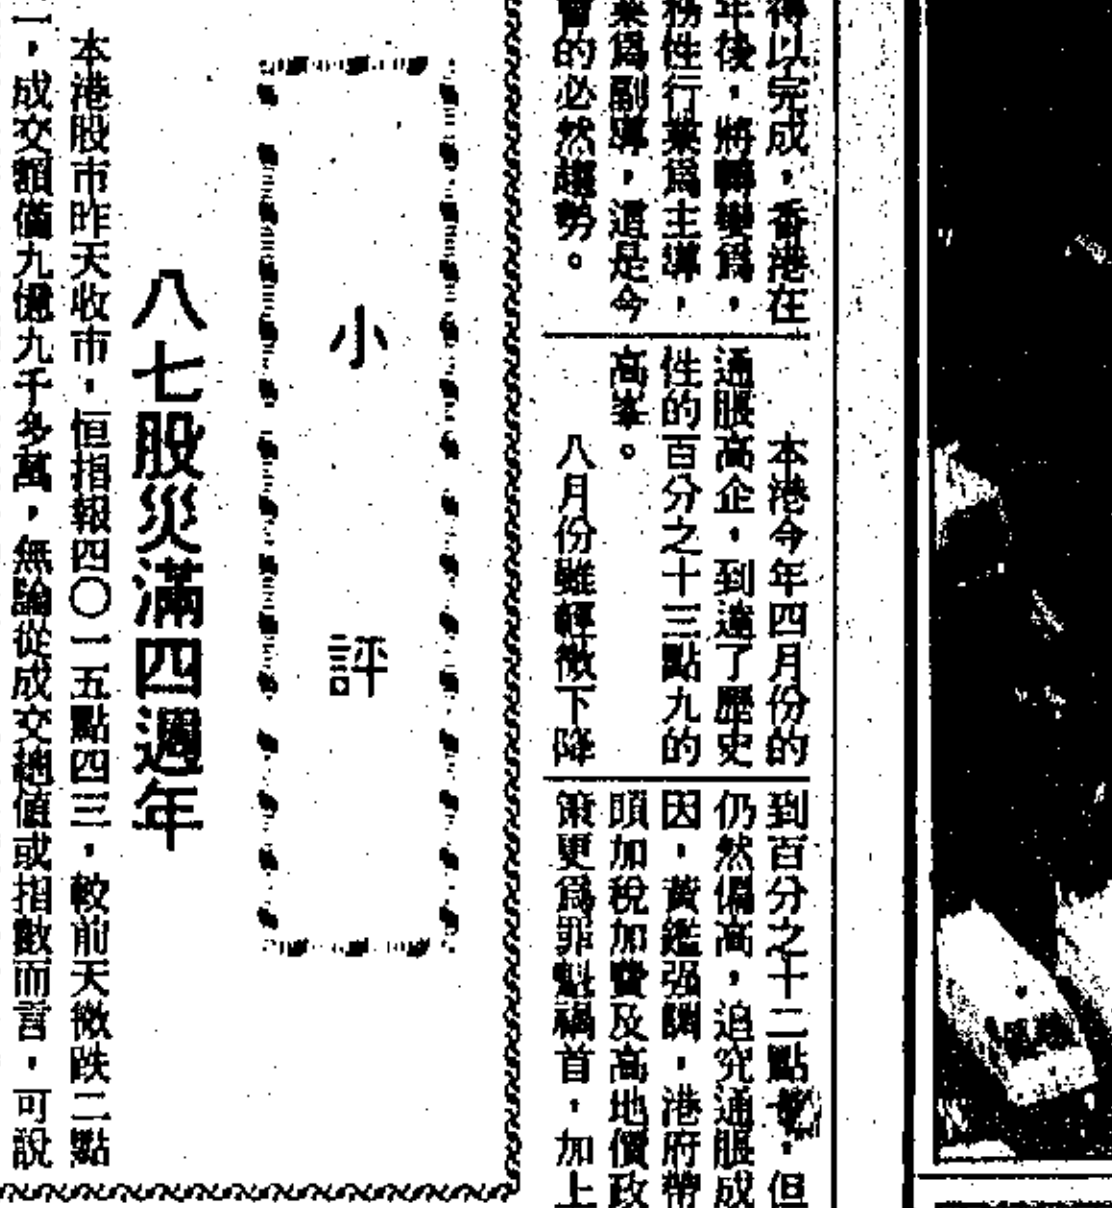 得以完成，香港在
年後，將轉變爲，
務性行業爲主導，
業爲副導，這是今
會的必然趨勢。
本港今年四月份的
通脹高企，到達了歷史
性的百分之十三點九的
高峯。
八月份雖經微下降
到百分之十二點，但
仍然偏高，追究通脹成
因，黃鑑强調，港府帶
頭加稅加費及高地價政
策更爲罪魁禍首，加上
小評
八七股災滿四週年
本港股市昨天收市，恒指報四〇一五點四三，較前天微跌二點
二，成交額僅九億九千多萬，無論從成交總值或指數而言，可說